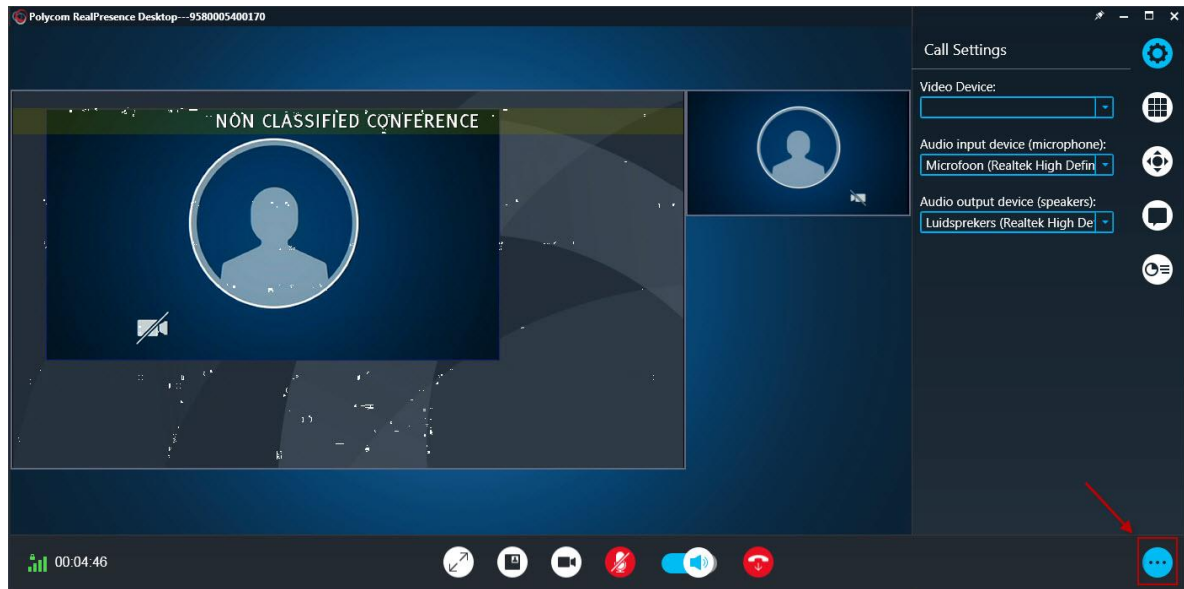 Polycom RealPresence Desktop---9580005400170
Call Settings
Video Device:
NON CLASSIFIED CONFERENCE
Audio input device (microphone):
Microfoon (Realtek High Defin
Audio output device (speakers):
Luidsprekers (Realtek High De
00:04:46